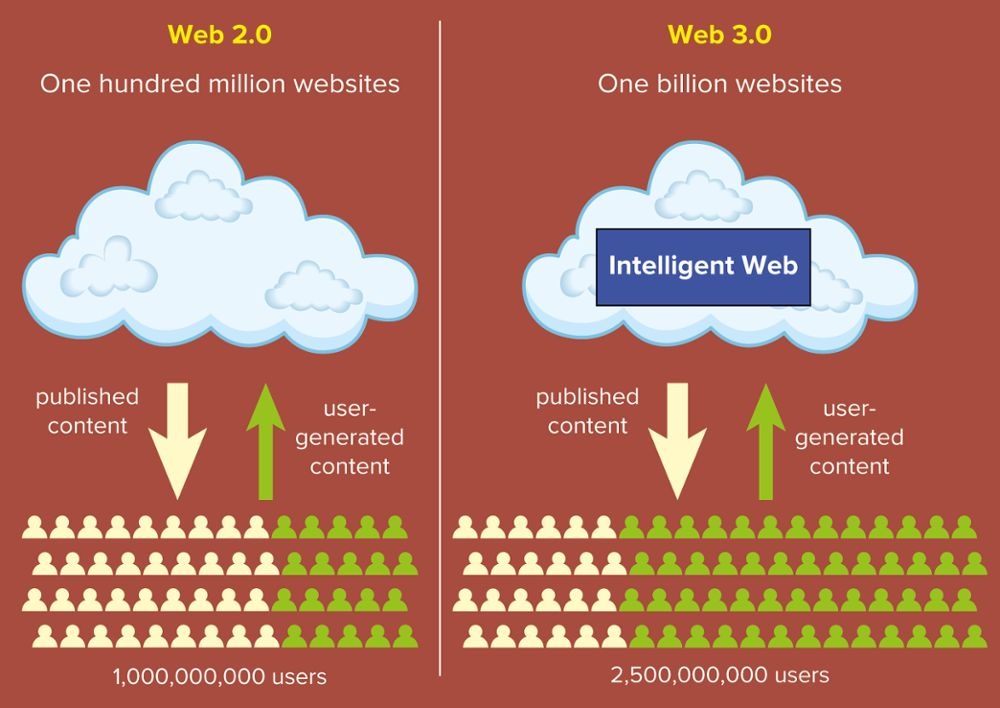 Web 2.0
One hundred million websites
published
content
user-
generated
content
1,000,000,000 users
Web 3.0
One billion websites
Intelligent Web
published
content
user-
generated
content
2,500,000,000 users